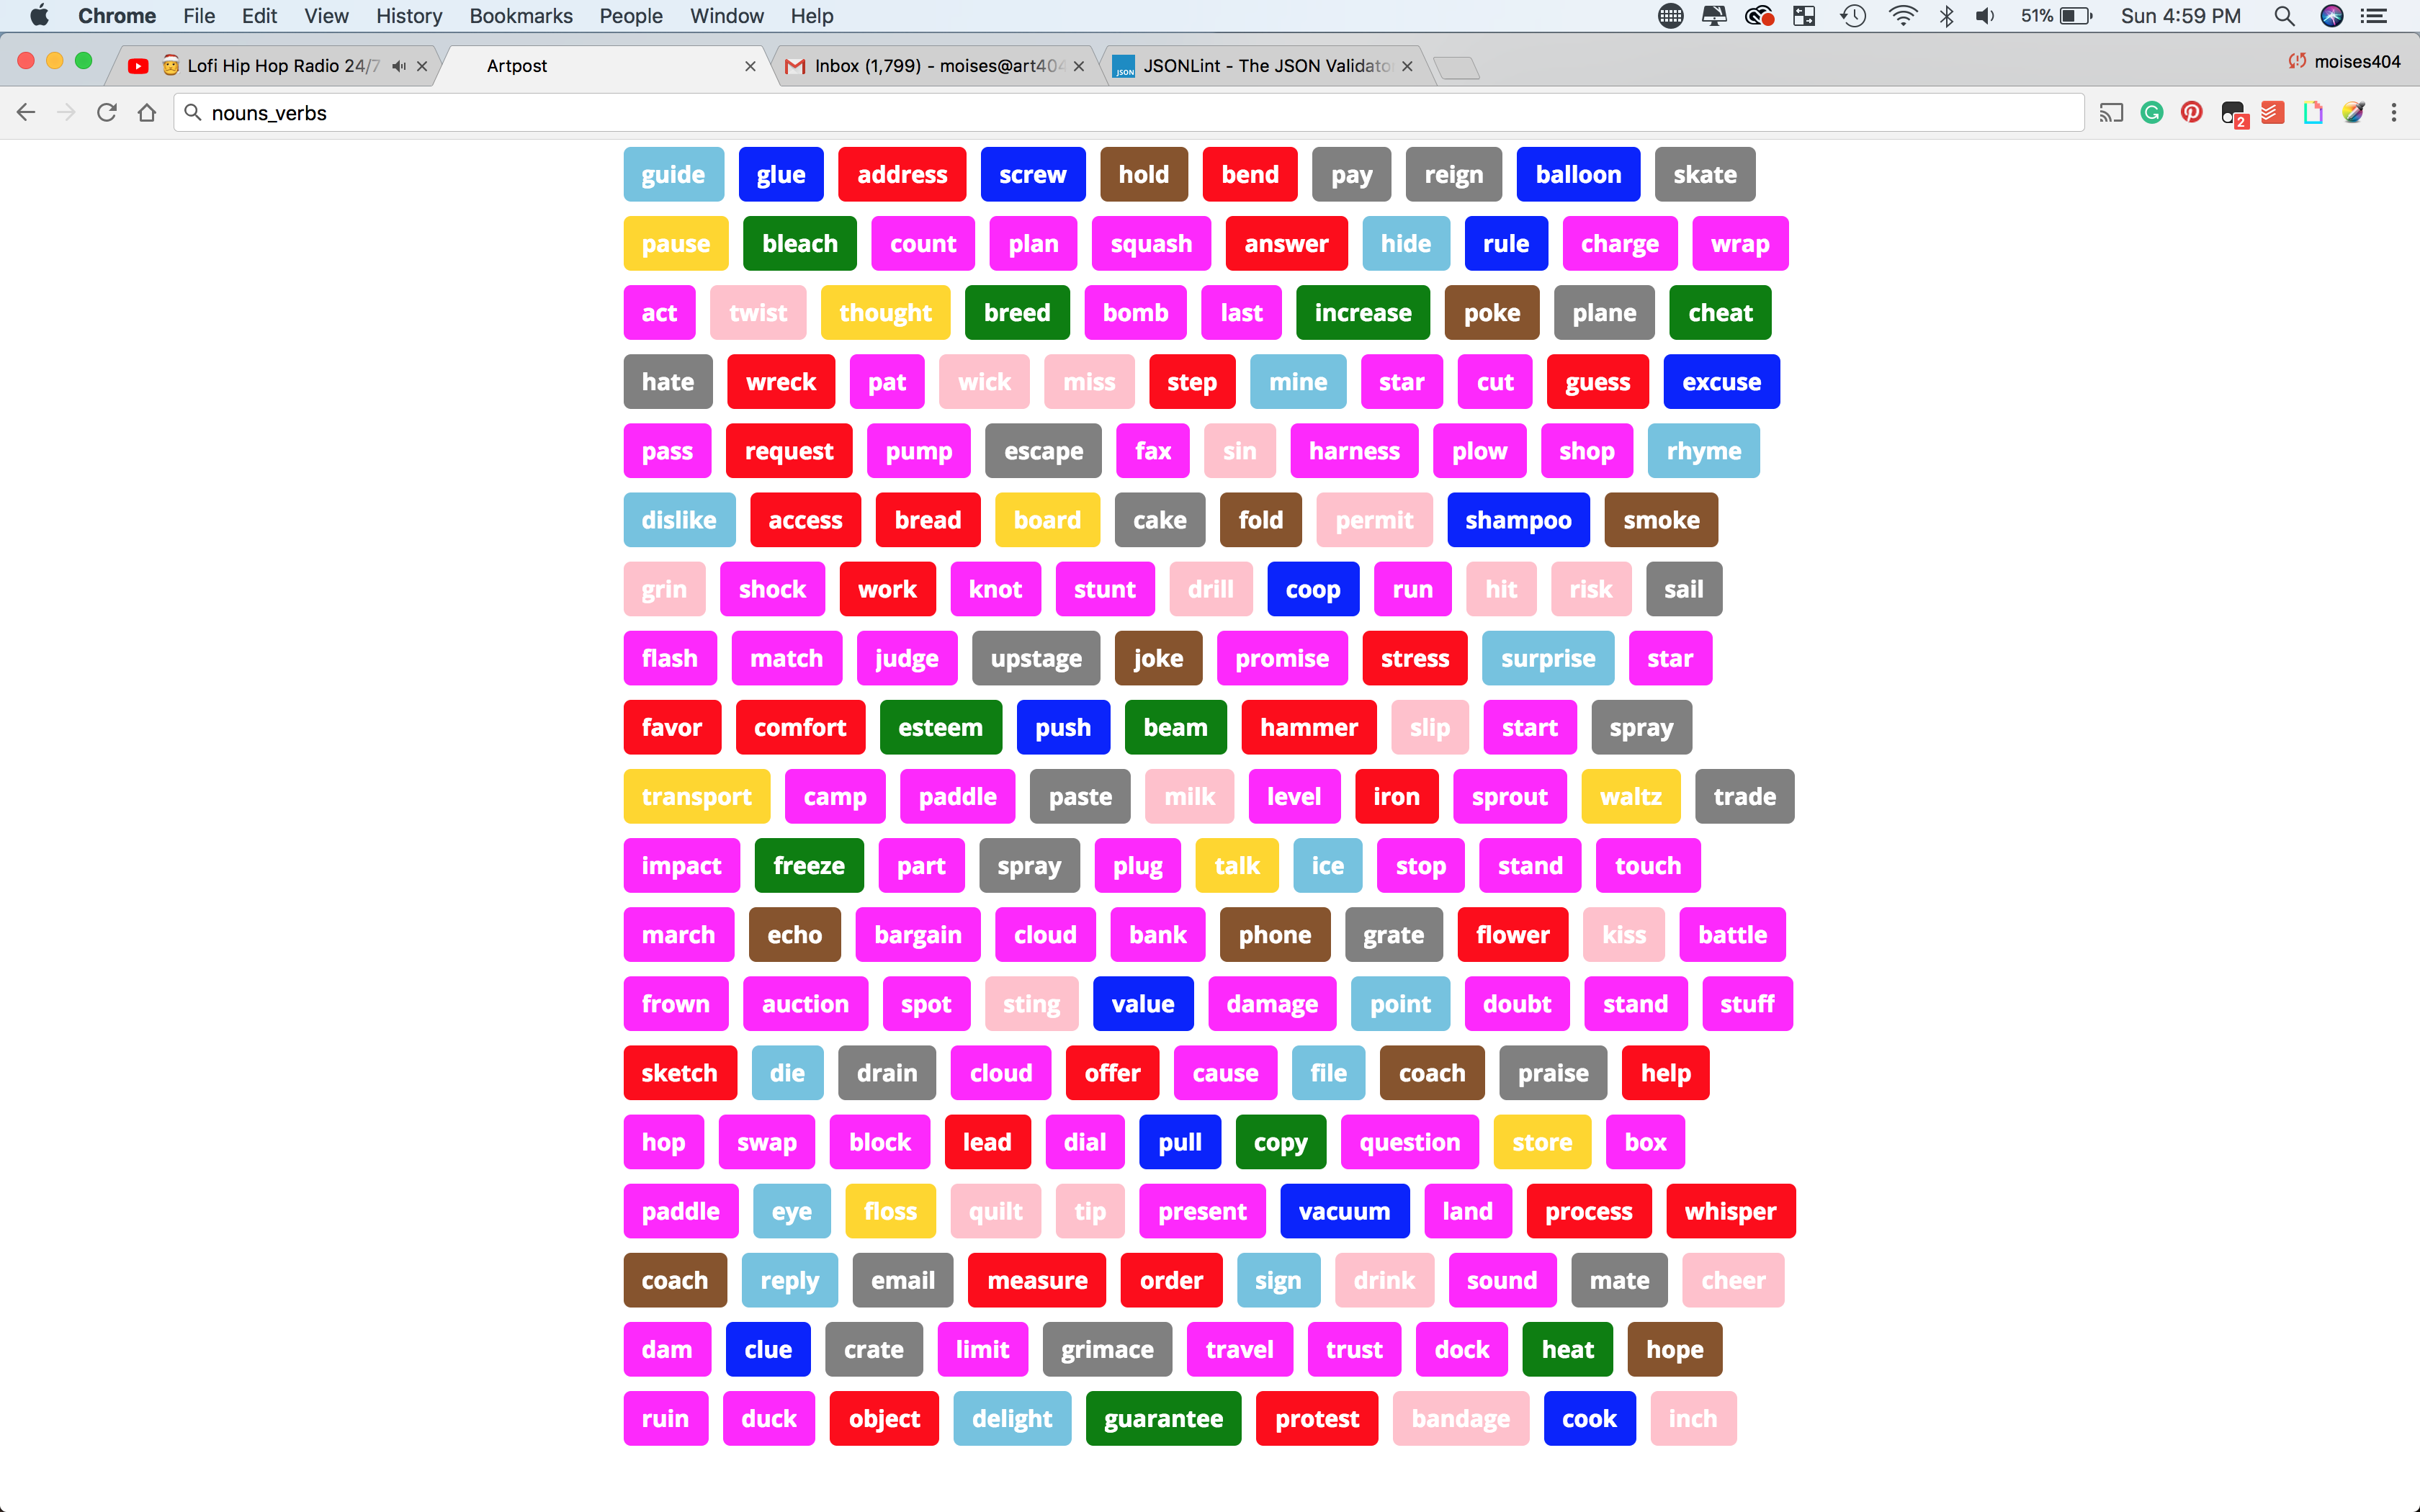 Chrome File Edit View History Bookmarks People Window Help 51% Sun 4:59 PM
Lofi Hip Hop Radio 24/7 Artpost Inbox (1,799) - moises@art404 JSON JSONLint - The JSON Validator moises404
nouns_verbs 2
guide glue address screw hold bend pay reign balloon skate
pause bleach count plan squash answer hide rule charge wrap
act twist thought breed bomb last increase poke plane cheat
hate wreck pat wick miss step mine star cut guess excuse
pass request pump escape fax sin harness plow shop rhyme
dislike access bread board cake fold permit shampoo smoke
grin shock work knot stunt drill coop run hit risk sail
flash match judge upstage joke promise stress surprise star
favor comfort esteem push beam hammer slip start spray
transport camp paddle paste milk level iron sprout waltz trade
impact freeze part spray plug talk ice stop stand touch
march echo bargain cloud bank phone grate flower kiss battle
frown auction spot sting value damage point doubt stand stuff
sketch die drain cloud offer cause file coach praise help
hop swap block lead dial pull copy question store box
paddle eye floss quilt tip present vacuum land process whisper
coach reply email measure order sign drink sound mate cheer
dam clue crate limit grimace travel trust dock heat hope
ruin duck object delight guarantee protest bandage cook inch